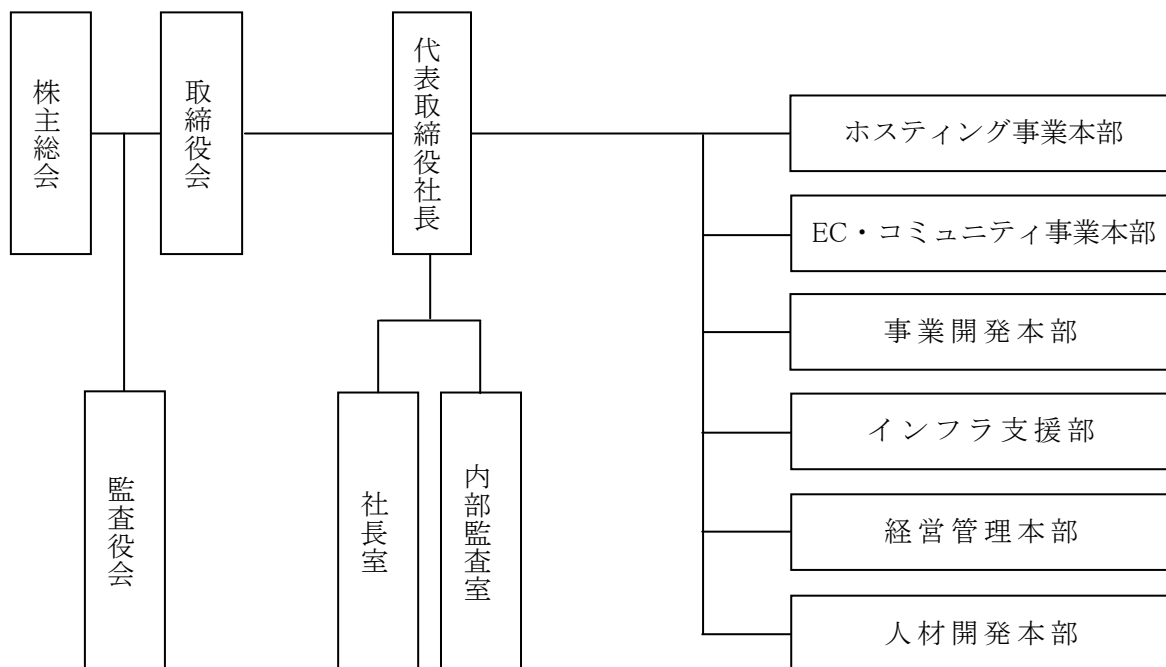 株主総会
取締役会
代表取締役社長
ホスティング事業本部
EC・コミュニティ事業本部
事業開発本部
インフラ支援部
経営管理本部
人材開発本部
監査役会
社長室
内部監査室